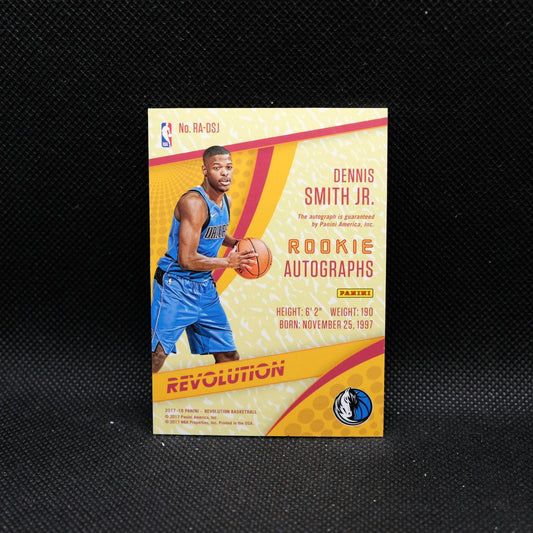 No. RA-DSJ
DENNIS
SMITH JR.
The autograph is guaranteed
by Panini America, Inc.
ROOKIE
AUTOGRAPHS
PANINI
HEIGHT: 6' 2" WEIGHT: 190
BORN: NOVEMBER 25, 1997
REVOLUTION
2017-18 PANINI – REVOLUTION BASKETBALL
© 2017 Panini America, Inc.
© 2017 NBA Properties, Inc. Printed in the USA.